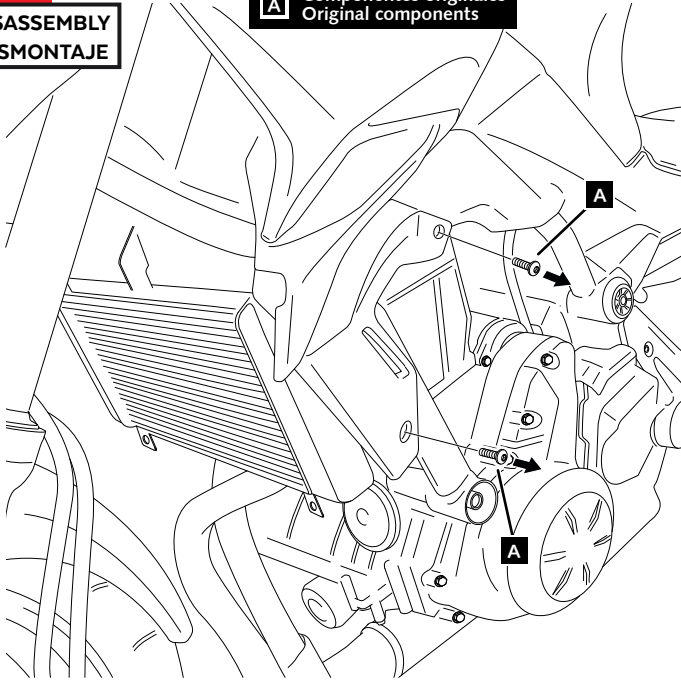 SASSEMBLY
SMONTAJE
A
Componentes originales
Original components
A
A